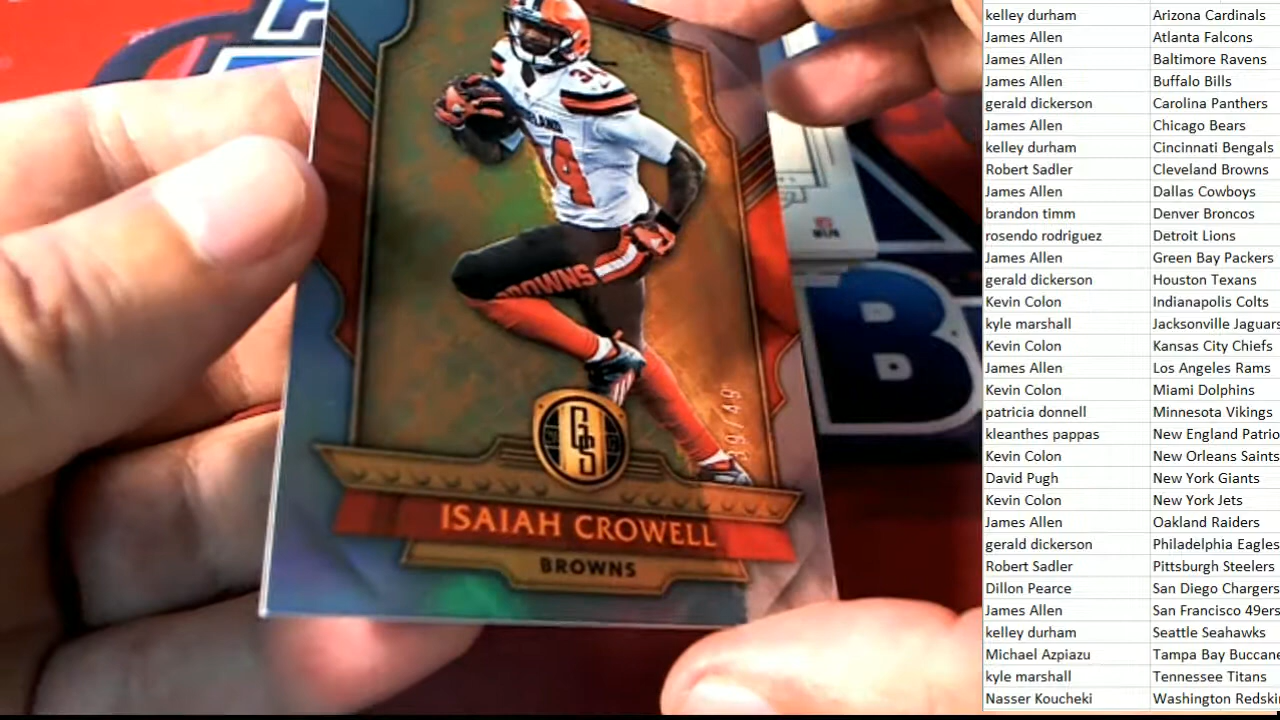 34
34
BROWNS
39/49
GS
ISAIAH CROWELL
BROWNS
B
kelley durham Arizona Cardinals
James Allen Atlanta Falcons
James Allen Baltimore Ravens
James Allen Buffalo Bills
gerald dickerson Carolina Panthers
James Allen Chicago Bears
kelley durham Cincinnati Bengals
Robert Sadler Cleveland Browns
James Allen Dallas Cowboys
brandon timm Denver Broncos
rosendo rodriguez Detroit Lions
James Allen Green Bay Packers
gerald dickerson Houston Texans
Kevin Colon Indianapolis Colts
kyle marshall Jacksonville Jaguars
Kevin Colon Kansas City Chiefs
James Allen Los Angeles Rams
Kevin Colon Miami Dolphins
patricia donnell Minnesota Vikings
kleanthes pappas New England Patrio
Kevin Colon New Orleans Saints
David Pugh New York Giants
Kevin Colon New York Jets
James Allen Oakland Raiders
gerald dickerson Philadelphia Eagles
Robert Sadler Pittsburgh Steelers
Dillon Pearce San Diego Chargers
James Allen San Francisco 49ers
kelley durham Seattle Seahawks
Michael Azpiazu Tampa Bay Buccane
kyle marshall Tennessee Titans
Nasser Koucheki Washington Redski